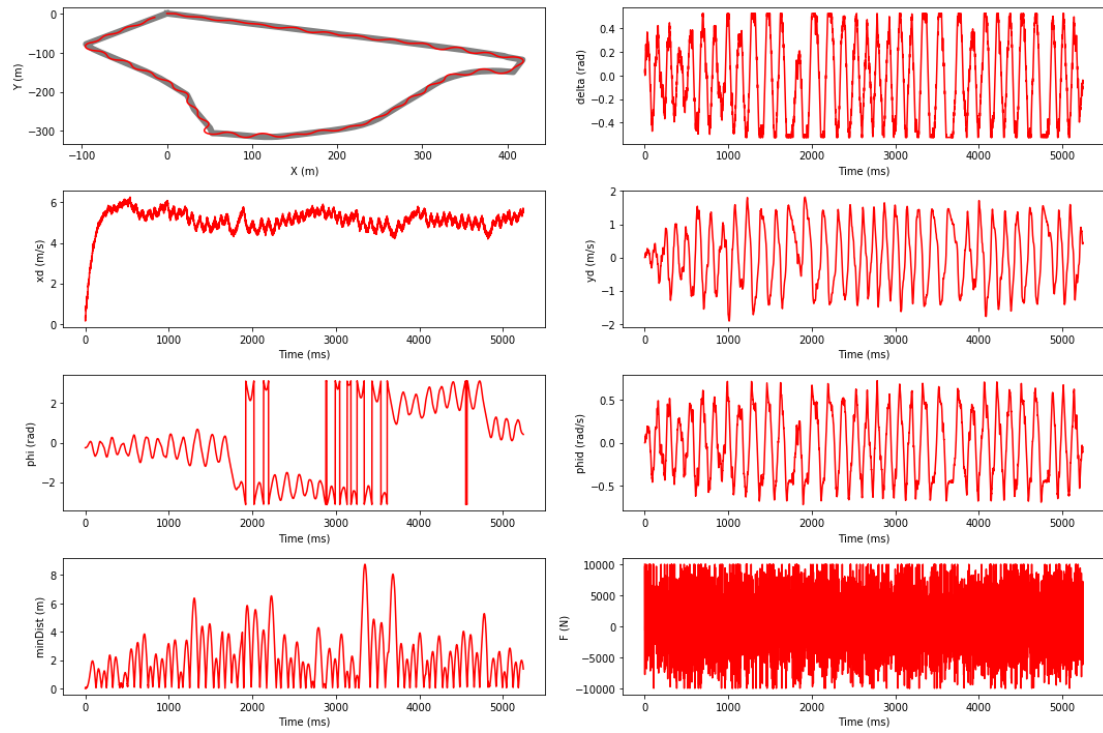 0
−100
−200
−300
Y (m)
−100 0 100 200 300 400
X (m)
0.4
0.2
0.0
−0.2
−0.4
delta (rad)
0 1000 2000 3000 4000 5000
Time (ms)
6
4
2
0
xd (m/s)
0 1000 2000 3000 4000 5000
Time (ms)
2
1
0
−1
−2
yd (m/s)
0 1000 2000 3000 4000 5000
Time (ms)
2
0
−2
phi (rad)
0 1000 2000 3000 4000 5000
Time (ms)
0.5
0.0
−0.5
phid (rad/s)
0 1000 2000 3000 4000 5000
Time (ms)
8
6
4
2
0
minDist (m)
0 1000 2000 3000 4000 5000
Time (ms)
10000
5000
0
−5000
−10000
F (N)
0 1000 2000 3000 4000 5000
Time (ms)